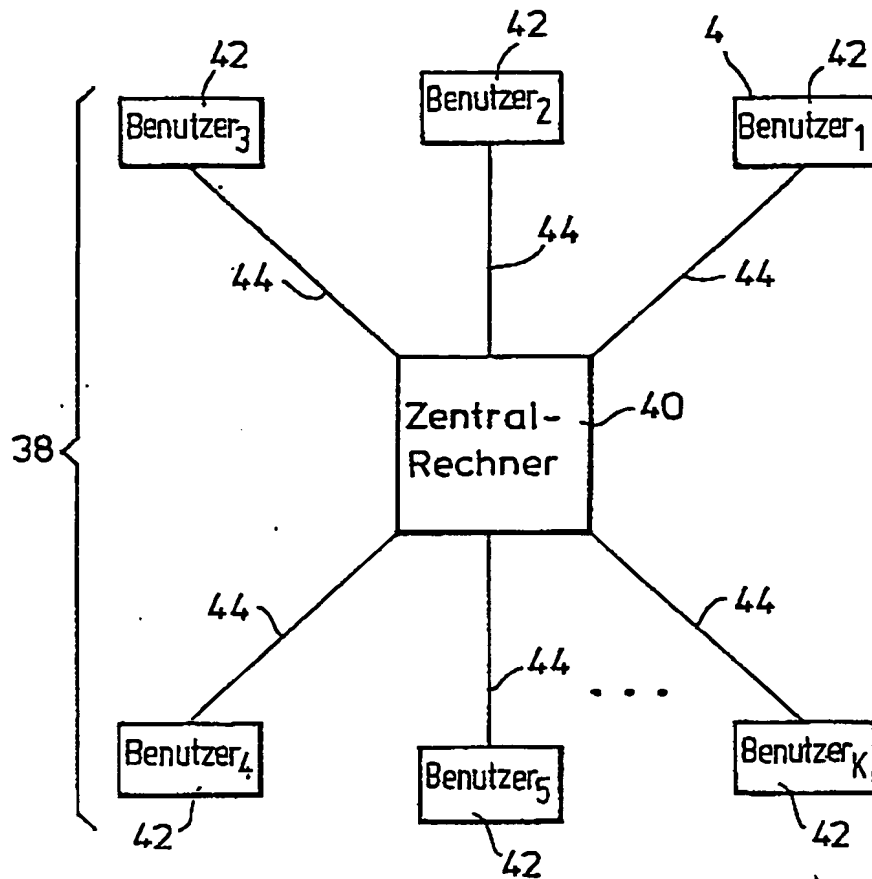 42 42 4 42
Benutzer3 Benutzer2 Benutzer1
44 44 44
Zentral-
Rechner
40
38
44 44 44
. . .
Benutzer4 Benutzer5 BenutzerK
42 42 42